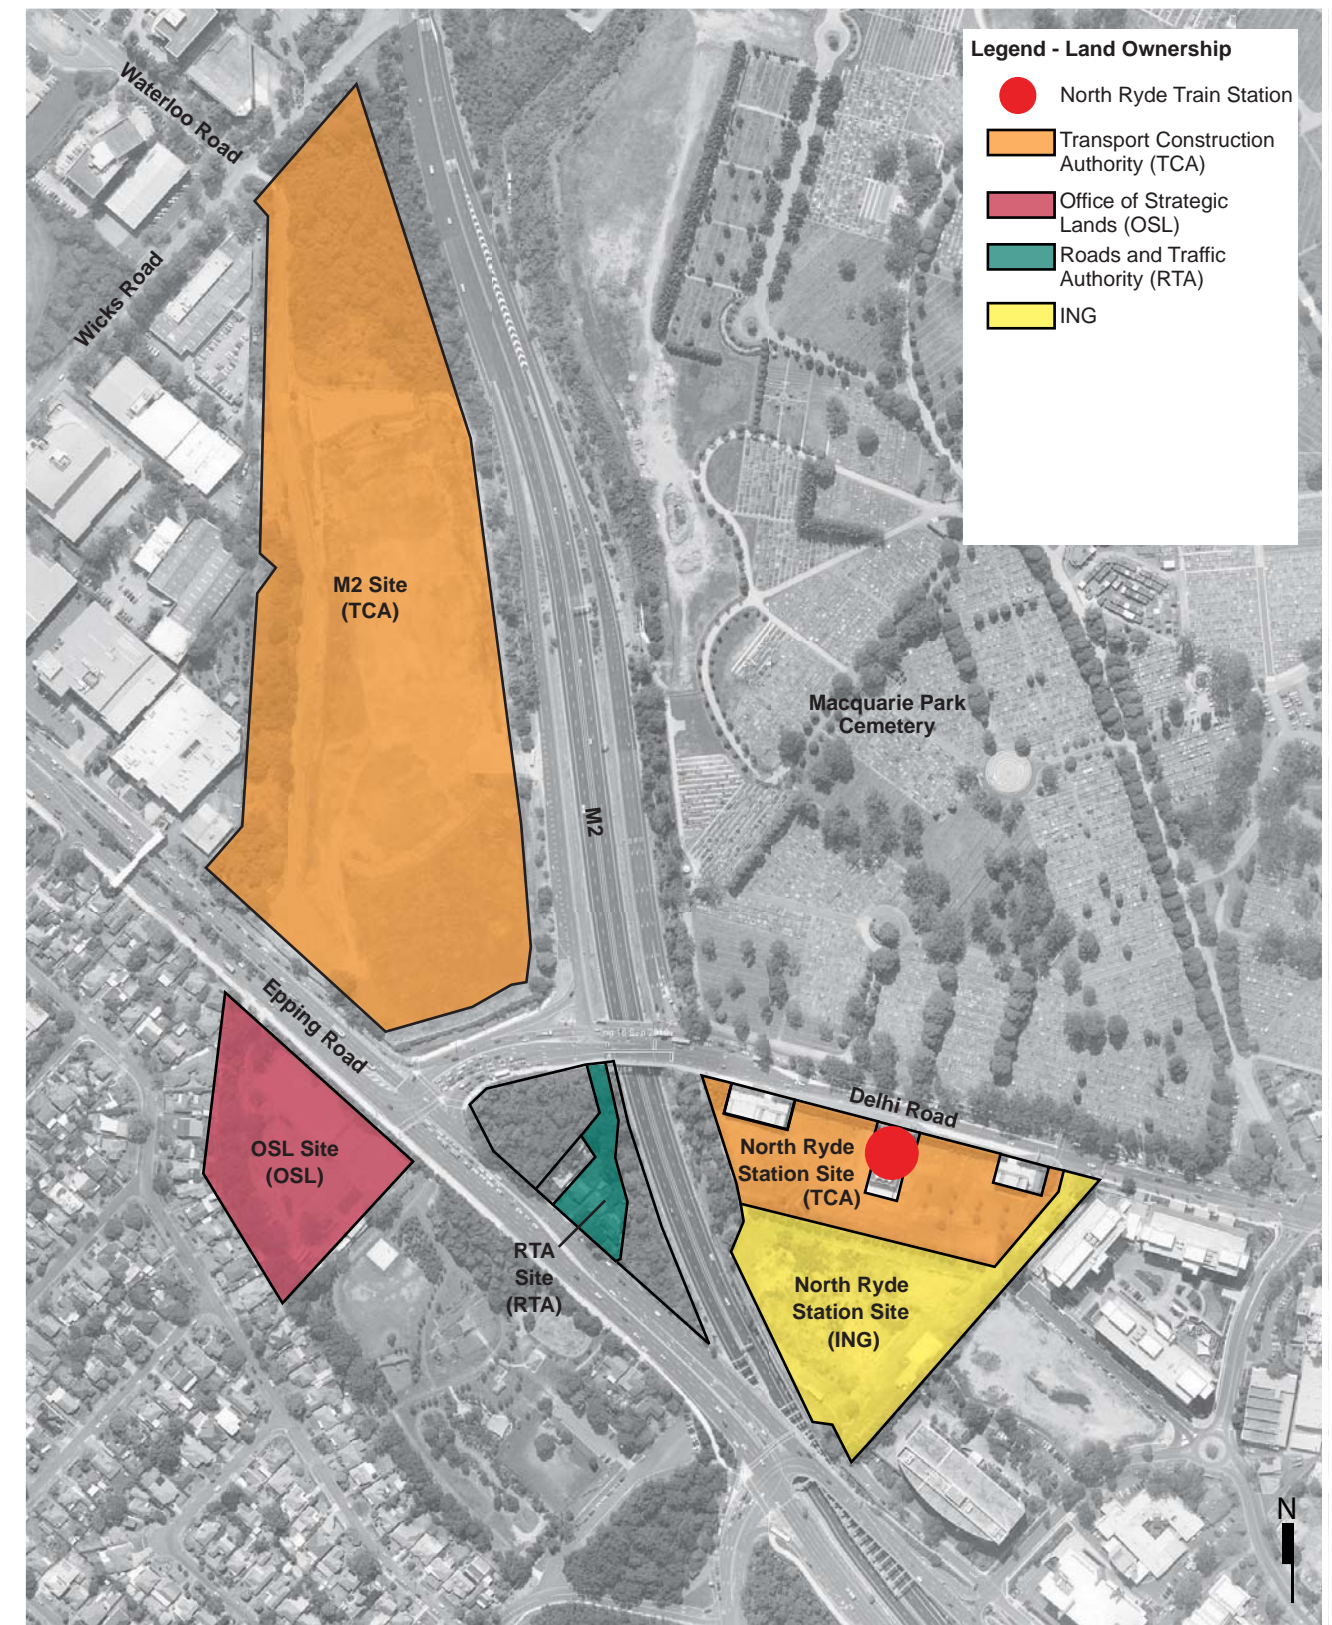 Legend - Land Ownership
North Ryde Train Station
Transport Construction
Authority (TCA)
Office of Strategic
Lands (OSL)
Roads and Traffic
Authority (RTA)
ING
Waterloo Road
Wicks Road
M2 Site
(TCA)
Macquarie Park
Cemetery
M2
Epping Road
Delhi Road
OSL Site
(OSL)
North Ryde
Station Site
(TCA)
RTA
Site
(RTA)
North Ryde
Station Site
(ING)
N